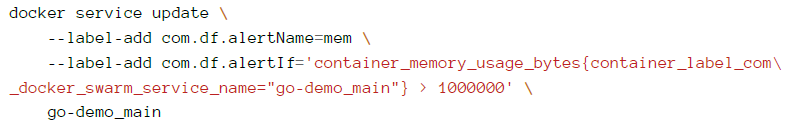 docker service update \
    --label-add com.df.alertName=mem \
    --label-add com.df.alertIf='container_memory_usage_bytes{container_label_com\
_docker_swarm_service_name="go-demo_main"} > 1000000' \
    go-demo_main